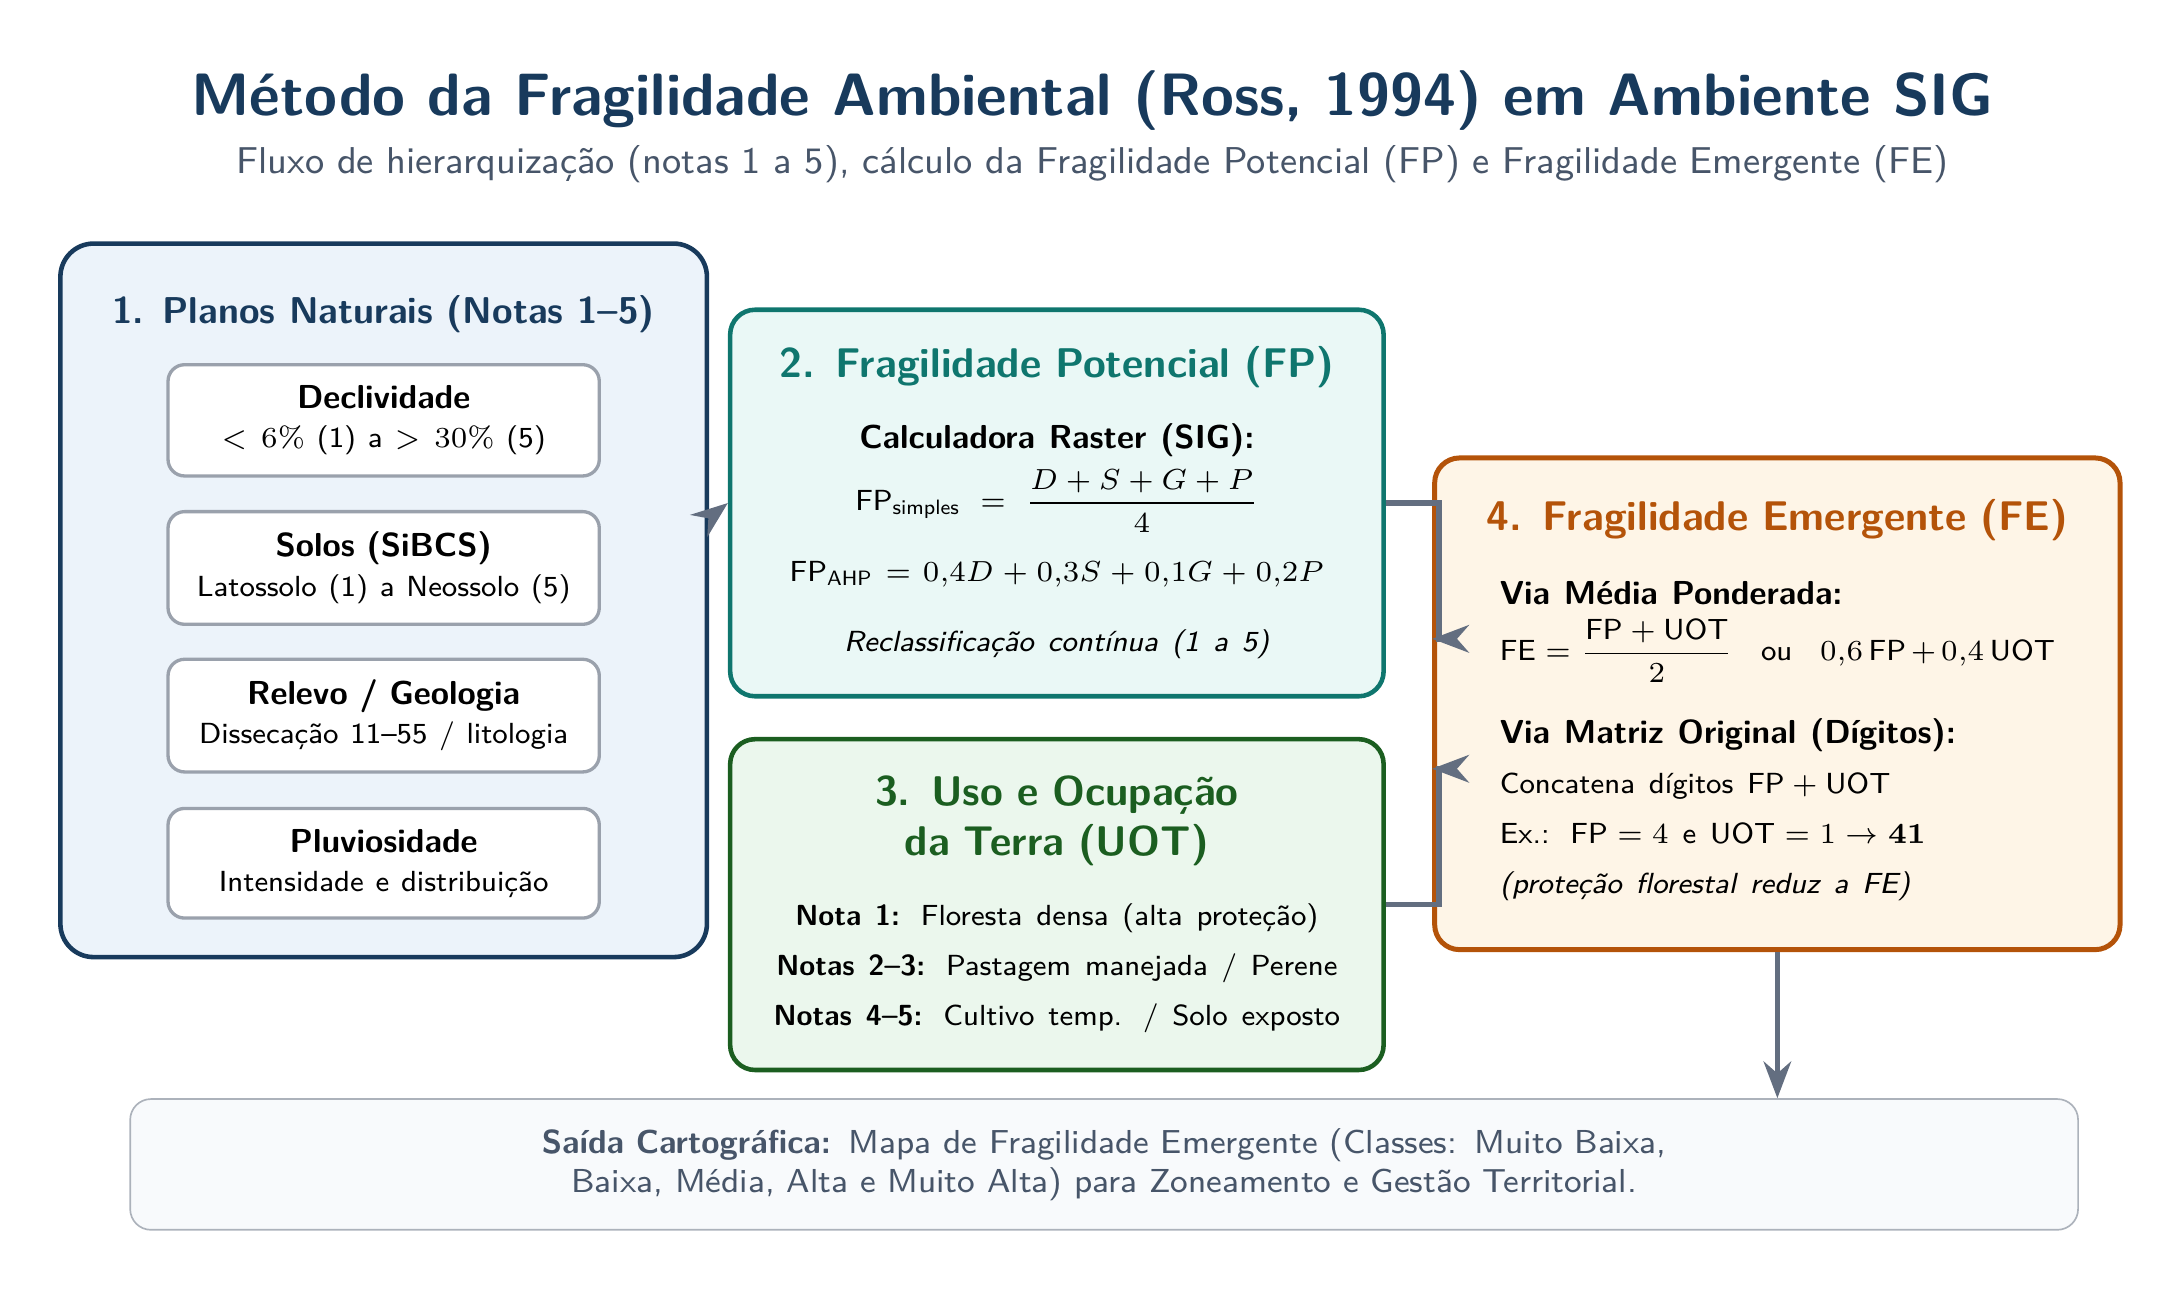 Método da Fragilidade Ambiental (Ross, 1994) em Ambiente SIG
Fluxo de hierarquização (notas 1 a 5), cálculo da Fragilidade Potencial (FP) e Fragilidade Emergente (FE)
1. Planos Naturais (Notas 1–5)
Declividade
< 6% (1) a > 30% (5)
Solos (SiBCS)
Latossolo (1) a Neossolo (5)
Relevo / Geologia
Dissecação 11–55 / litologia
Pluviosidade
Intensidade e distribuição
2. Fragilidade Potencial (FP)
Calculadora Raster (SIG):
FP_simples = (D + S + G + P) / 4
FP_AHP = 0,4D + 0,3S + 0,1G + 0,2P
Reclassificação contínua (1 a 5)
3. Uso e Ocupação
da Terra (UOT)
Nota 1: Floresta densa (alta proteção)
Notas 2–3: Pastagem manejada / Perene
Notas 4–5: Cultivo temp. / Solo exposto
4. Fragilidade Emergente (FE)
Via Média Ponderada:
FE = (FP + UOT) / 2 ou 0,6 FP + 0,4 UOT
Via Matriz Original (Dígitos):
Concatena dígitos FP + UOT
Ex.: FP = 4 e UOT = 1 → 41
(proteção florestal reduz a FE)
Saída Cartográfica: Mapa de Fragilidade Emergente (Classes: Muito Baixa,
Baixa, Média, Alta e Muito Alta) para Zoneamento e Gestão Territorial.